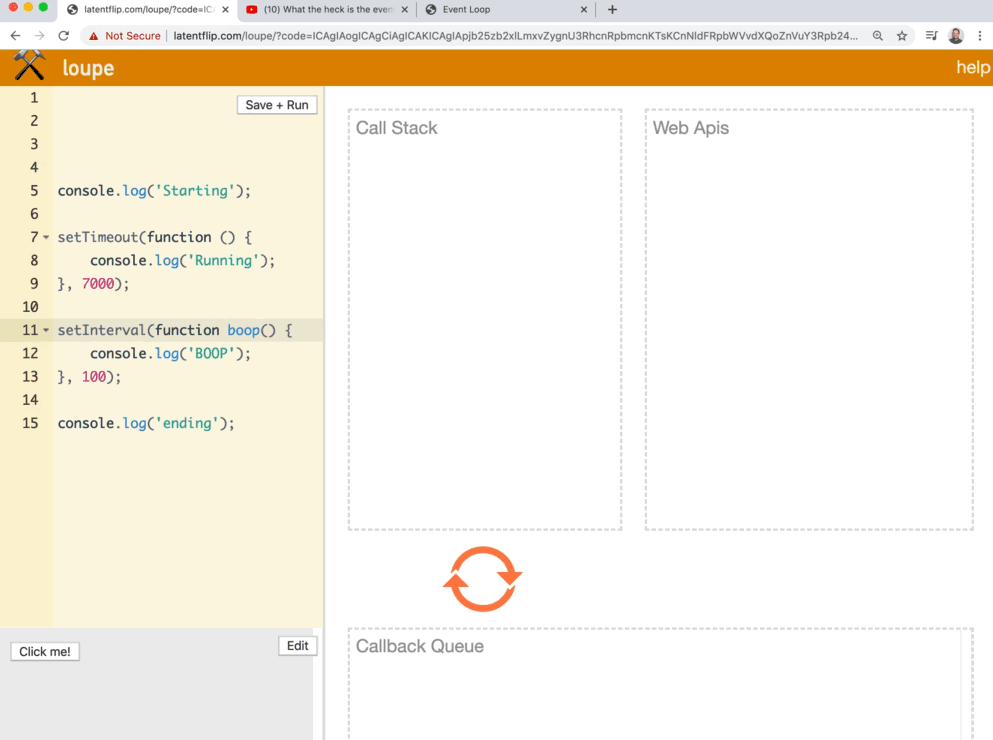 latentflip.com/loupe/?code=ICA
(10) What the heck is the even
Event Loop
Not Secure
latentflip.com/loupe/?code=ICAgIAogICAgCiAgICAKICAgIApjb25zb2xlLmxvZygnU3RhcnRpbmcnKTsKCnNldFRpbWVvdXQoZnVuY3Rpb24...
loupe
help
Save + Run
1
2
3
4
5 console.log('Starting');
6
7 setTimeout(function () {
8 console.log('Running');
9 }, 7000);
10
11 setInterval(function boop() {
12 console.log('BOOP');
13 }, 100);
14
15 console.log('ending');
Call Stack
Web Apis
Click me!
Edit
Callback Queue